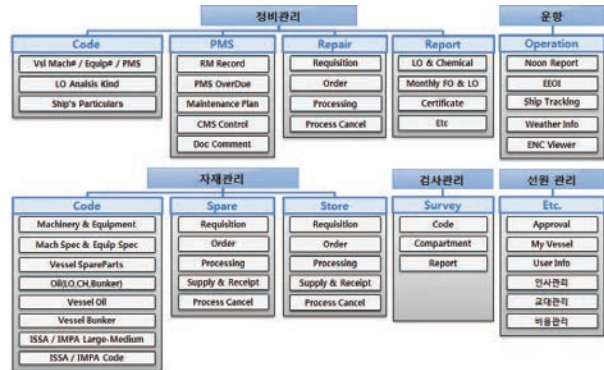 정비관리
Code
Vsl Mach# / Equip# / PMS
LO Analsis Kind
Ship's Particulars
PMS
RM Record
PMS OverDue
Maintenance Plan
CMS Control
Doc Comment
Repair
Requisition
Order
Processing
Process Cancel
Report
LO & Chemical
Monthly FO & LO
Certificate
Etc
운항
Operation
Noon Report
EEOI
Ship Tracking
Weather Info
ENC Viewer
자재관리
Code
Machinery & Equipment
Mach Spec & Equip Spec
Vessel SpareParts
Oil(LO,CH,Bunker)
Vessel Oil
Vessel Bunker
ISSA / IMPA Large-Medium
ISSA / IMPA Code
Spare
Requisition
Order
Processing
Supply & Receipt
Process Cancel
Store
Requisition
Order
Processing
Supply & Receipt
Process Cancel
검사관리
Survey
Code
Compartment
Report
선원 관리
Etc.
Approval
My Vessel
User Info
인사관리
교대관리
비용관리